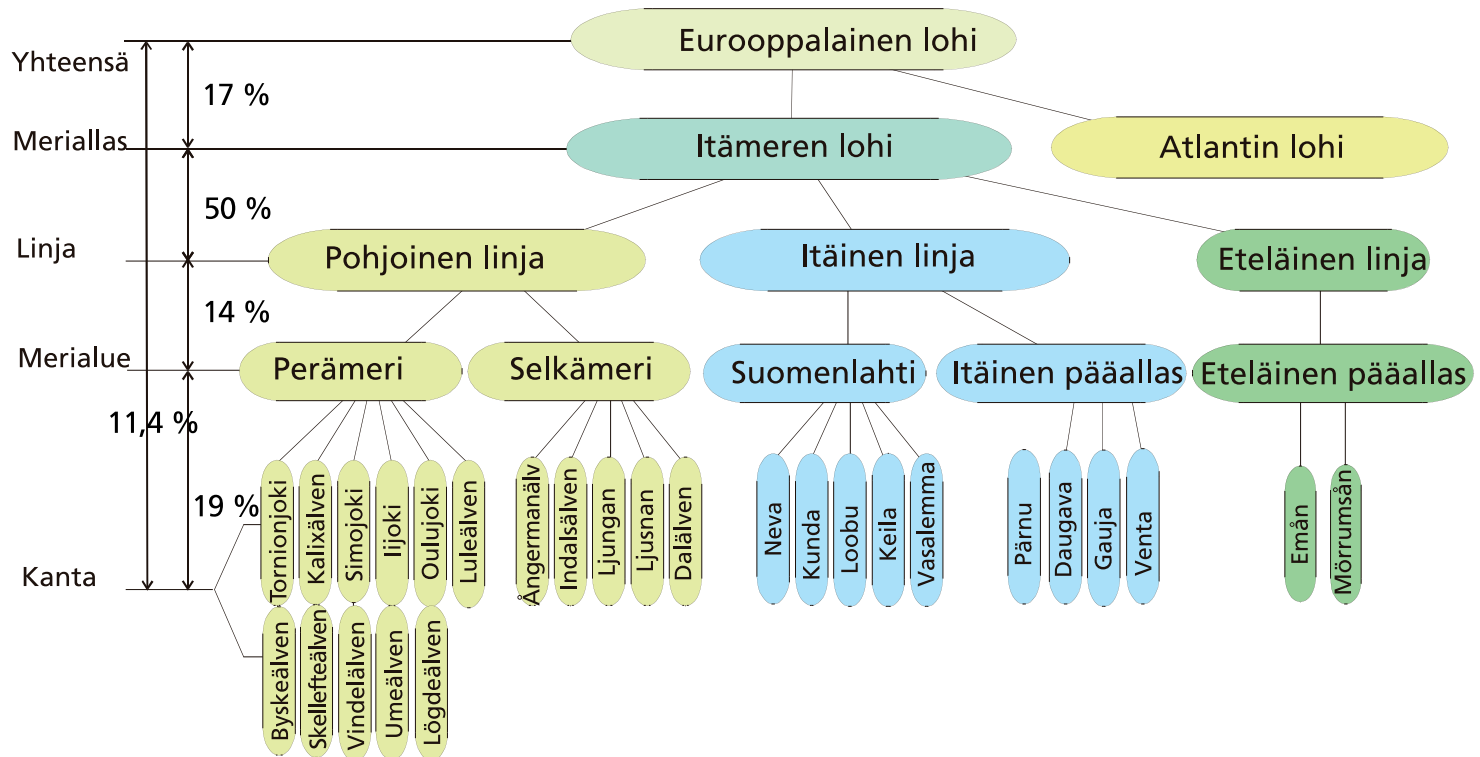 Eurooppalainen lohi
Yhteensä
17 %
Meriallas
Itämeren lohi
Atlantin lohi
50 %
Linja
Pohjoinen linja
Itäinen linja
Eteläinen linja
14 %
Merialue
Perämeri
Selkämeri
Suomenlahti
Itäinen pääallas
Eteläinen pääallas
11,4 %
19 %
Kanta
Tornionjoki
Kalixälven
Simojoki
Iijoki
Oulujoki
Luleälven
Ångermanälv
Indalsälven
Ljungan
Ljusnan
Dalälven
Neva
Kunda
Loobu
Keila
Vasalemma
Pärnu
Daugava
Gauja
Venta
Emån
Mörrumsån
Byskeälven
Skellefteälven
Vindelälven
Umeälven
Lögdeälven